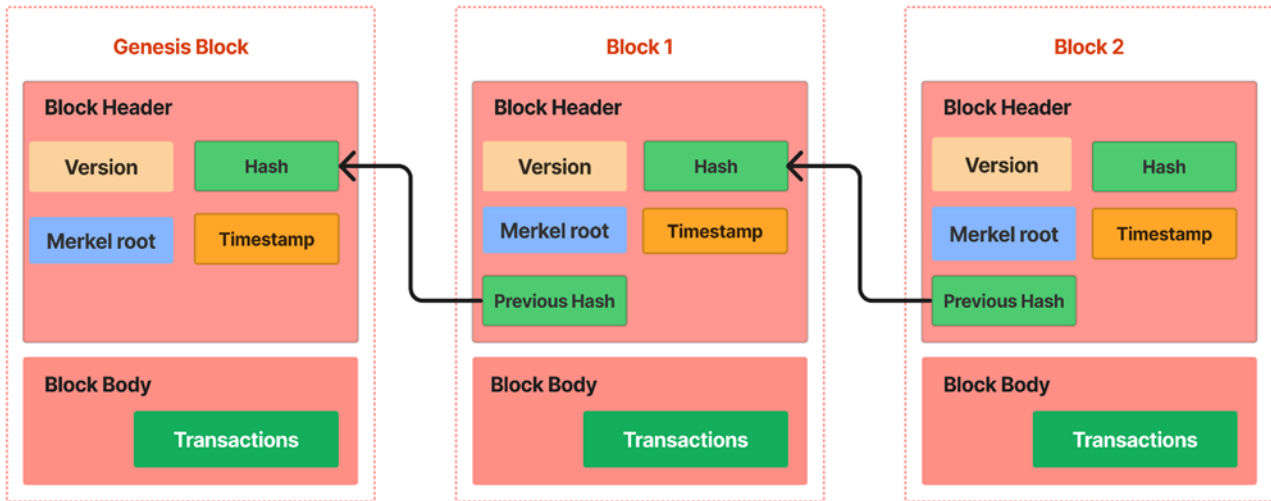 Genesis Block
Block Header
Version
Hash
Merkel root
Timestamp
Block Body
Transactions
Block 1
Block Header
Version
Hash
Merkel root
Timestamp
Previous Hash
Block Body
Transactions
Block 2
Block Header
Version
Hash
Merkel root
Timestamp
Previous Hash
Block Body
Transactions